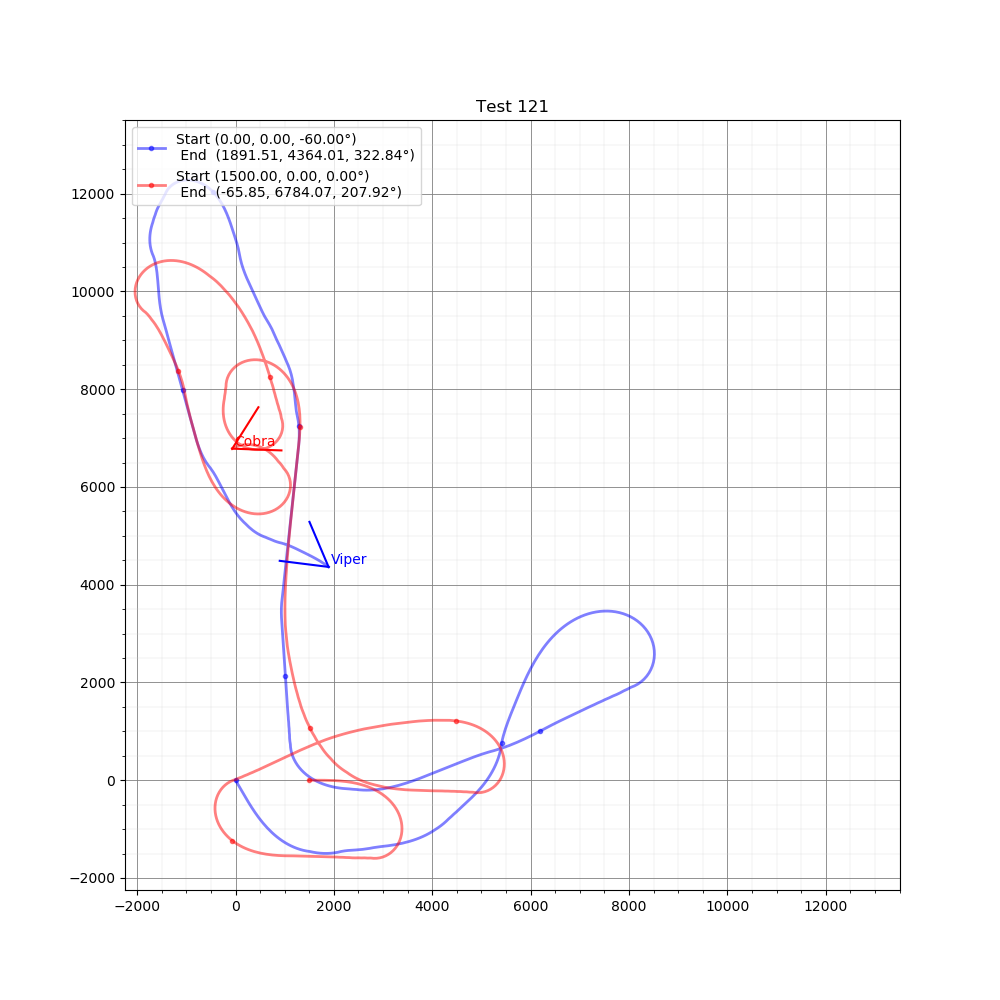 Test 121
Start (0.00, 0.00, -60.00°)
End (1891.51, 4364.01, 322.84°)
Start (1500.00, 0.00, 0.00°)
End (-65.85, 6784.07, 207.92°)
12000
10000
8000
Cobra
6000
Viper
4000
2000
0
−2000
−2000 0 2000 4000 6000 8000 10000 12000